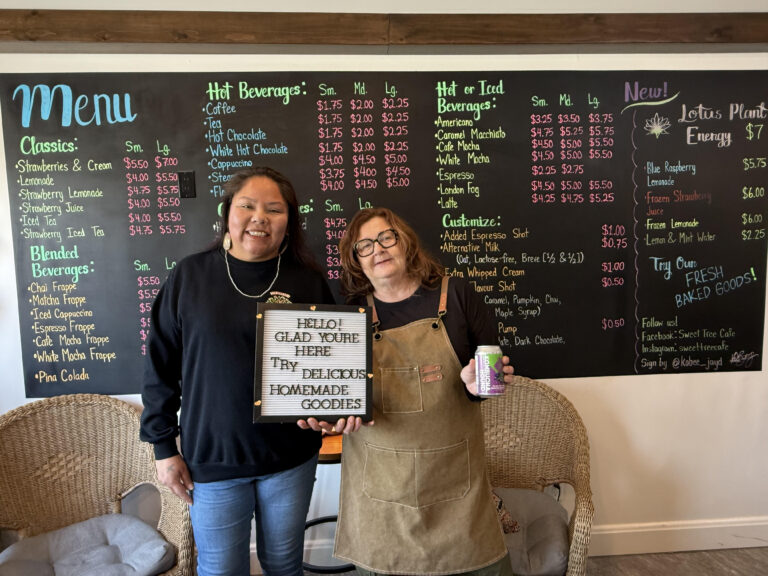 Menu
Classics: Sm. Lg.
•Strawberries & Cream $5.50 $7.00
•Lemonade $4.00 $5.50
•Strawberry Lemonade $4.75 $5.75
•Strawberry Juice $4.00 $5.50
•Iced Tea $4.00 $5.50
•Strawberry Iced Tea $4.75 $5.75
Blended
Beverages: Sm.
•Chai Frappe
•Matcha Frappe
•Iced Cappuccino
•Espresso Frappe
•Café Mocha Frappe
•White Mocha Frappe
•Pina Colada
Hot Beverages: Sm. Md. Lg.
•Coffee $1.75 $2.00 $2.25
•Tea $1.75 $2.00 $2.25
•Hot Chocolate $1.75 $2.00 $2.25
•White Hot Chocolate $1.75 $2.00 $2.25
•Cappuccino $4.00 $4.50 $5.00
$3.75 $4.00 $4.50
$4.00 $4.50 $5.00
Sm. Md. Lg.
Hot or Iced
Beverages: Sm. Md. Lg.
•Americano $3.25 $3.50 $3.75
•Caramel Macchiato $4.75 $5.25 $5.75
•Café Mocha $4.50 $5.00 $5.50
•White Mocha $4.50 $5.00 $5.50
•Espresso $2.25 $2.75
•London Fog $4.50 $5.00 $5.50
•Latte $4.25 $4.75 $5.25
Customize:
•Added Espresso Shot $1.00
•Alternative Milk $0.75
(Oat, Lactose-free, Breve (½ & ½))
Extra Whipped Cream $1.00
Flavour Shot $0.50
Caramel, Pumpkin, Chai,
Maple Syrup)
Pump $0.50
Dark Chocolate,
New!
Lotus Plant
Energy $7
•Blue Raspberry $5.75
Lemonade
•Frozen Strawberry $6.00
Juice
•Frozen Lemonade $6.00
•Lemon & Mint Water $2.25
Try Our
FRESH
BAKED GOODS!
Follow us!
Facebook: Sweet Tree Cafe
Instagram: sweettreecafe
Sign by @kabee_jayd
HELLO!
GLAD YOURE
HERE
TRY DELICIOUS
HOMEMADE
GOODIES